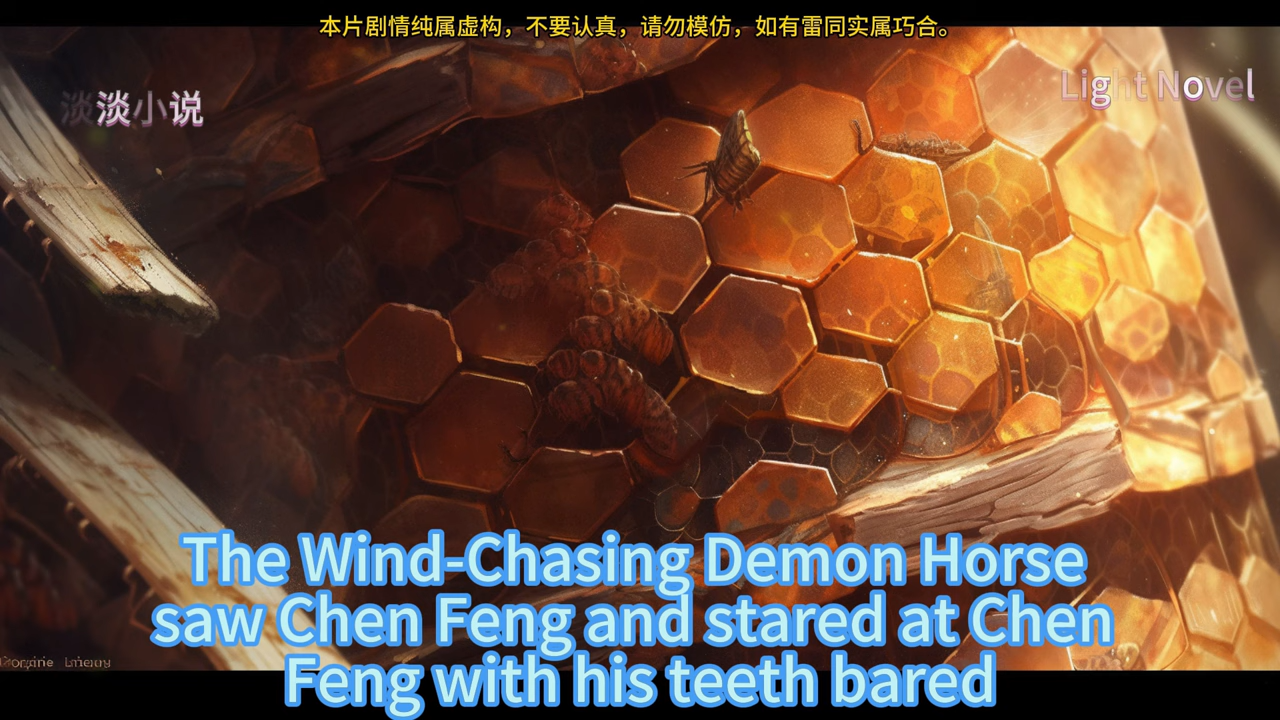 本片剧情纯属虚构，不要认真，请勿模仿，如有雷同实属巧合。
淡淡小说
Light Novel
The Wind-Chasing Demon Horse
saw Chen Feng and stared at Chen
Feng with his teeth bared